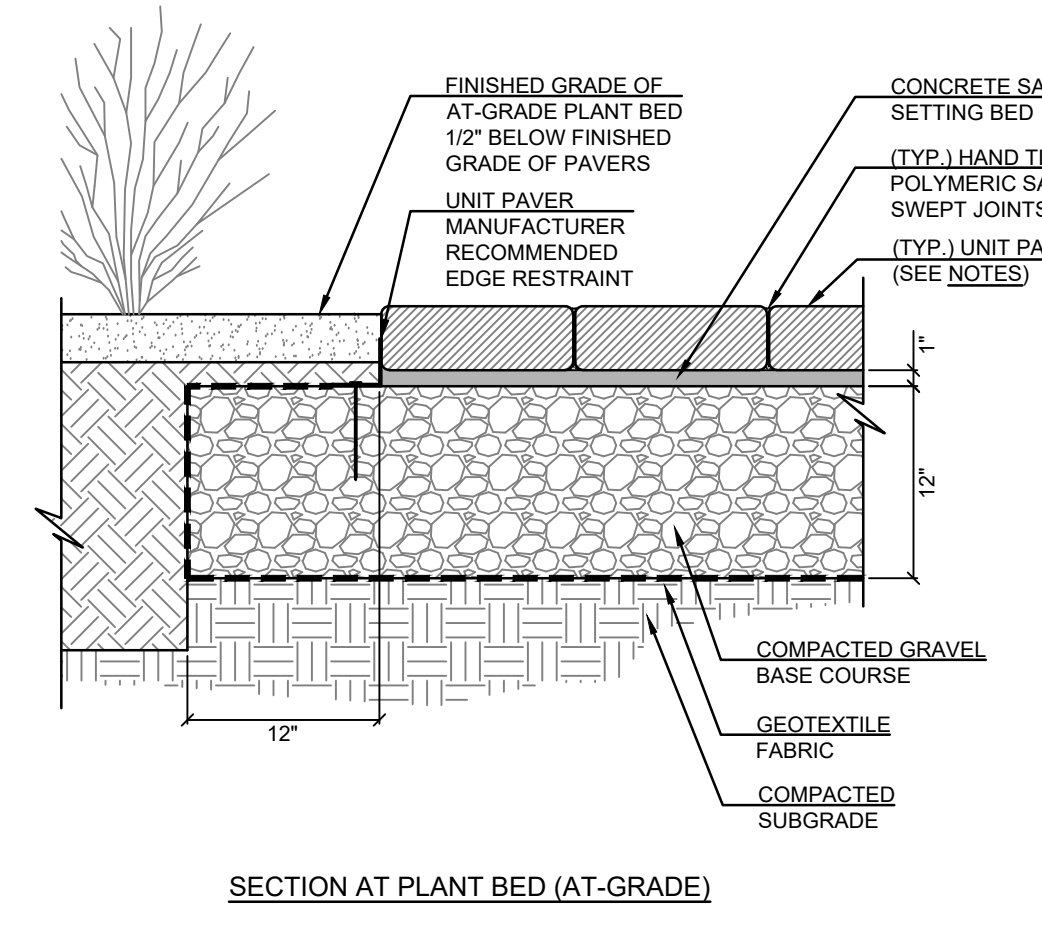 FINISHED GRADE OF
AT-GRADE PLANT BED
1/2" BELOW FINISHED
GRADE OF PAVERS
UNIT PAVER
MANUFACTURER
RECOMMENDED
EDGE RESTRAINT
CONCRETE SA
SETTING BED
(TYP.) HAND
POLYMERIC SA
SWEPT JOINTS
(TYP.) UNIT PA
(SEE NOTES)
1"
12"
COMPACTED GRAVEL
BASE COURSE
GEOTEXTILE
FABRIC
COMPACTED
SUBGRADE
12"
SECTION AT PLANT BED (AT-GRADE)